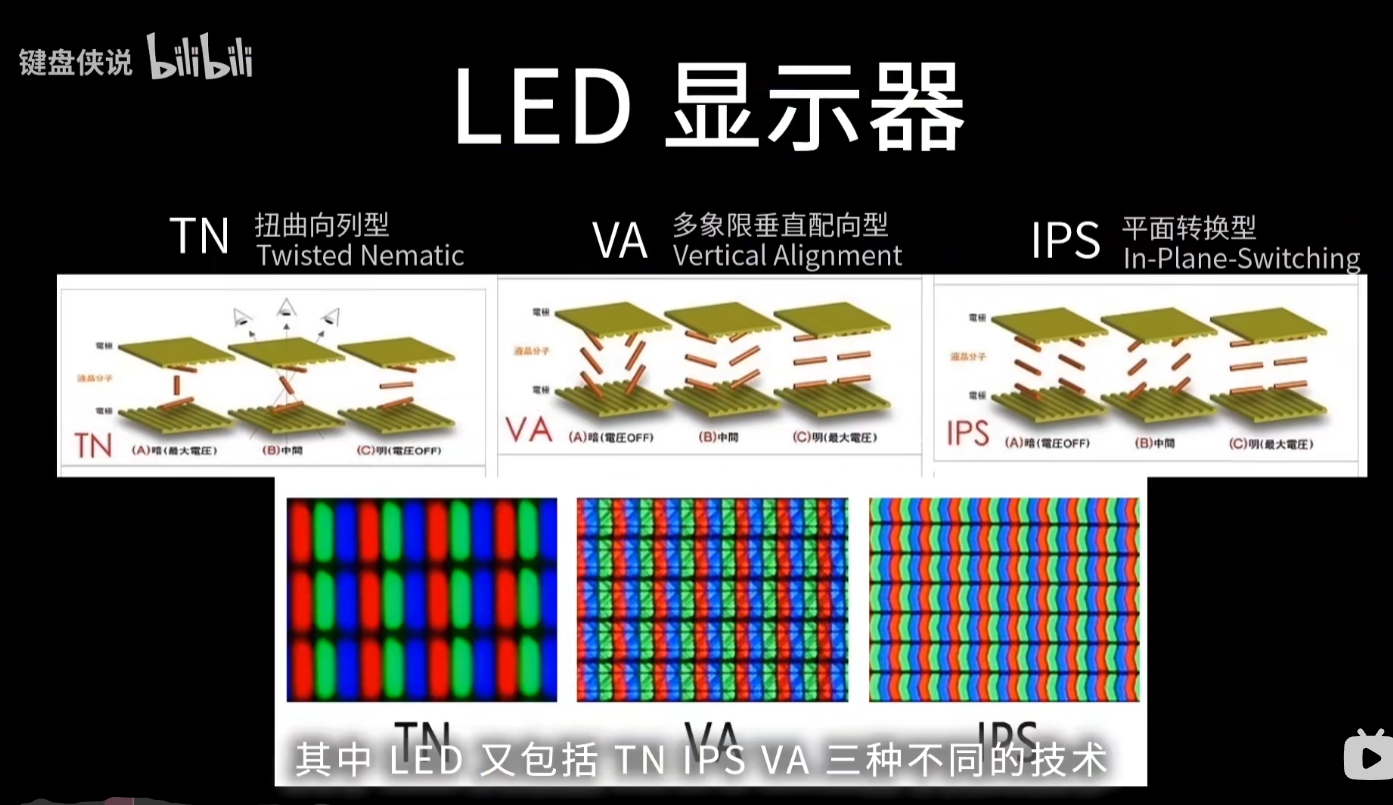 键盘侠说 bilibili
LED 显示器
TN 扭曲向列型
Twisted Nematic
VA 多象限垂直配向型
Vertical Alignment
IPS 平面转换型
In-Plane-Switching
電極
液晶分子
電極
TN
(A)暗(最大電圧)
(B)中間
(C)明(電圧OFF)
電極
液晶分子
電極
VA
(A)暗(電圧OFF)
(B)中間
(C)明(最大電圧)
電極
液晶分子
電極
IPS
(A)暗(電圧OFF)
(B)中間
(C)明(最大電圧)
TN
VA
IPS
其中 LED 又包括 TN IPS VA 三种不同的技术